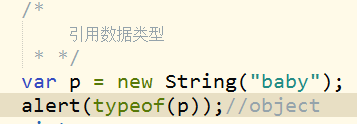 /*
引用数据类型
* */
var p = new String("baby");
alert(typeof(p));//object